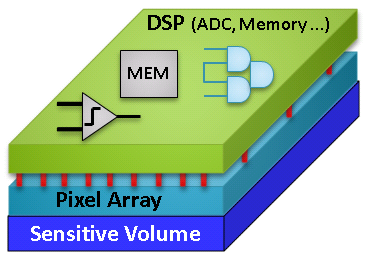 DSP (ADC, Memory ...)
MEM
Pixel Array
Sensitive Volume